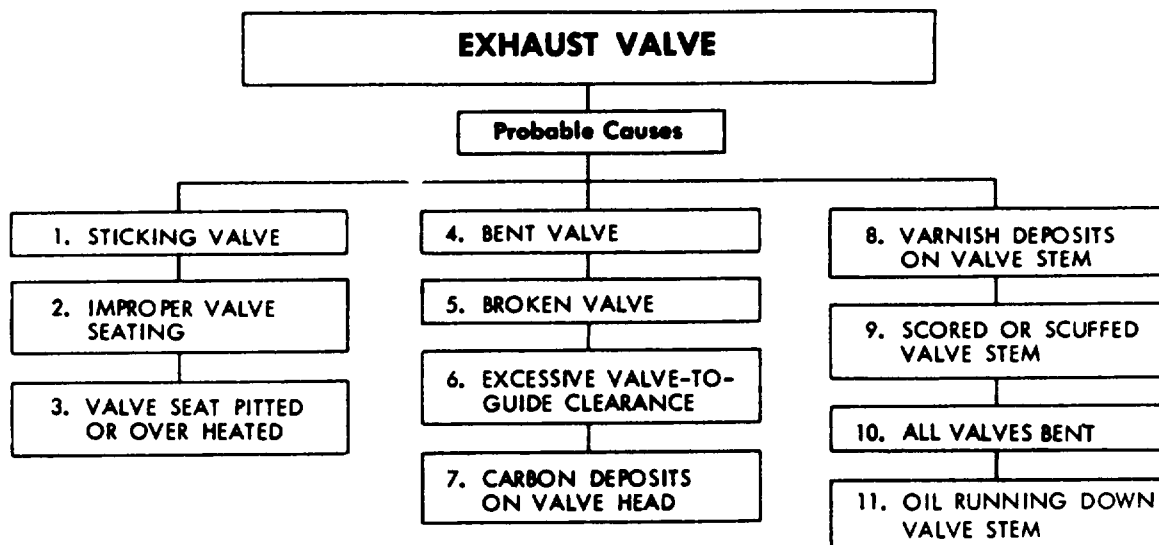 EXHAUST VALVE
Probable Causes
1. STICKING VALVE
2. IMPROPER VALVE
SEATING
3. VALVE SEAT PITTED
OR OVER HEATED
4. BENT VALVE
5. BROKEN VALVE
6. EXCESSIVE VALVE-TO-
GUIDE CLEARANCE
7. CARBON DEPOSITS
ON VALVE HEAD
8. VARNISH DEPOSITS
ON VALVE STEM
9. SCORED OR SCUFFED
VALVE STEM
10. ALL VALVES BENT
11. OIL RUNNING DOWN
VALVE STEM